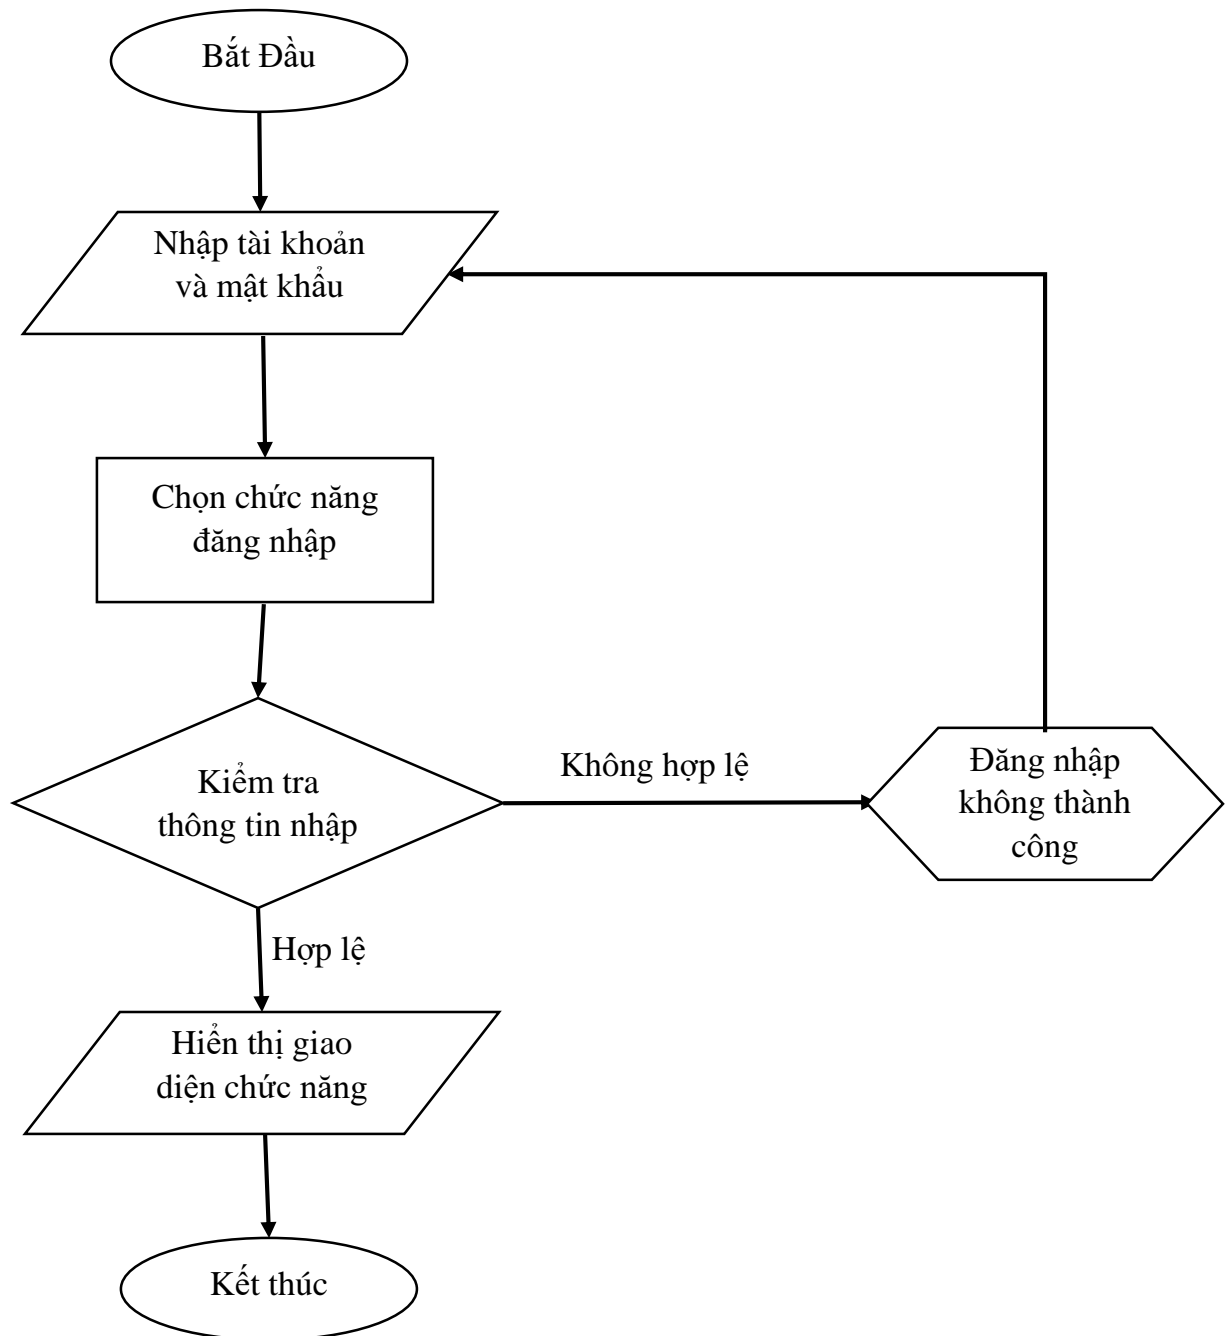 Bắt Đầu
Nhập tài khoản
và mật khẩu
Chọn chức năng
đăng nhập
Kiểm tra
thông tin nhập
Không hợp lệ
Đăng nhập
không thành
công
Hợp lệ
Hiển thị giao
diện chức năng
Kết thúc